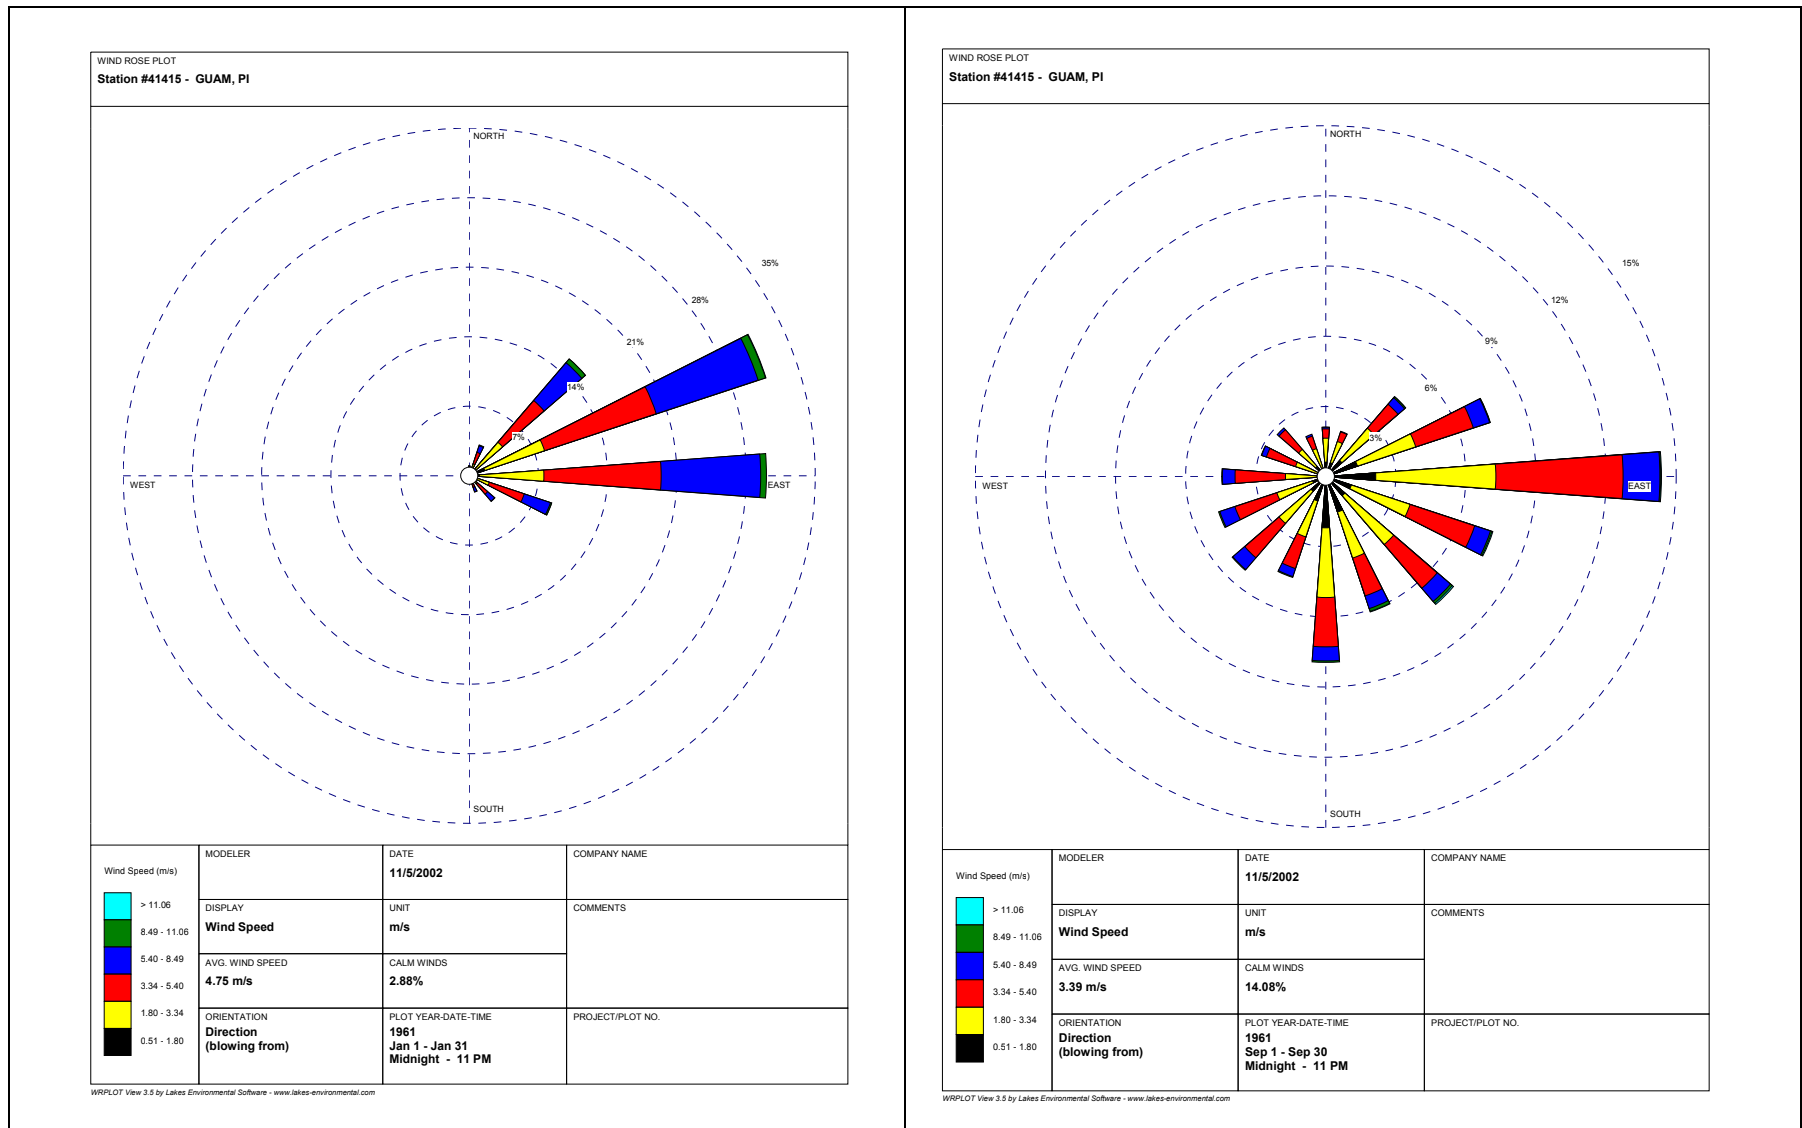 WIND ROSE PLOT
Station #41415 -  GUAM, PI
NORTH
35%
28%
21%
14%
7%
WEST
EAST
SOUTH
Wind Speed (m/s)
> 11.06
8.49 - 11.06
5.40 - 8.49
3.34 - 5.40
1.80 - 3.34
0.51 - 1.80
MODELER
DATE
11/5/2002
COMPANY NAME
DISPLAY
Wind Speed
UNIT
m/s
COMMENTS
AVG. WIND SPEED
4.75 m/s
CALM WINDS
2.88%
ORIENTATION
Direction
(blowing from)
PLOT YEAR-DATE-TIME
1961
Jan 1 - Jan 31
Midnight  -  11 PM
PROJECT/PLOT NO.
WRPLOT View 3.5 by Lakes Environmental Software - www.lakes-environmental.com
WIND ROSE PLOT
Station #41415 -  GUAM, PI
NORTH
15%
12%
9%
6%
3%
WEST
EAST
SOUTH
Wind Speed (m/s)
> 11.06
8.49 - 11.06
5.40 - 8.49
3.34 - 5.40
1.80 - 3.34
0.51 - 1.80
MODELER
DATE
11/5/2002
COMPANY NAME
DISPLAY
Wind Speed
UNIT
m/s
COMMENTS
AVG. WIND SPEED
3.39 m/s
CALM WINDS
14.08%
ORIENTATION
Direction
(blowing from)
PLOT YEAR-DATE-TIME
1961
Sep 1 - Sep 30
Midnight  -  11 PM
PROJECT/PLOT NO.
WRPLOT View 3.5 by Lakes Environmental Software - www.lakes-environmental.com